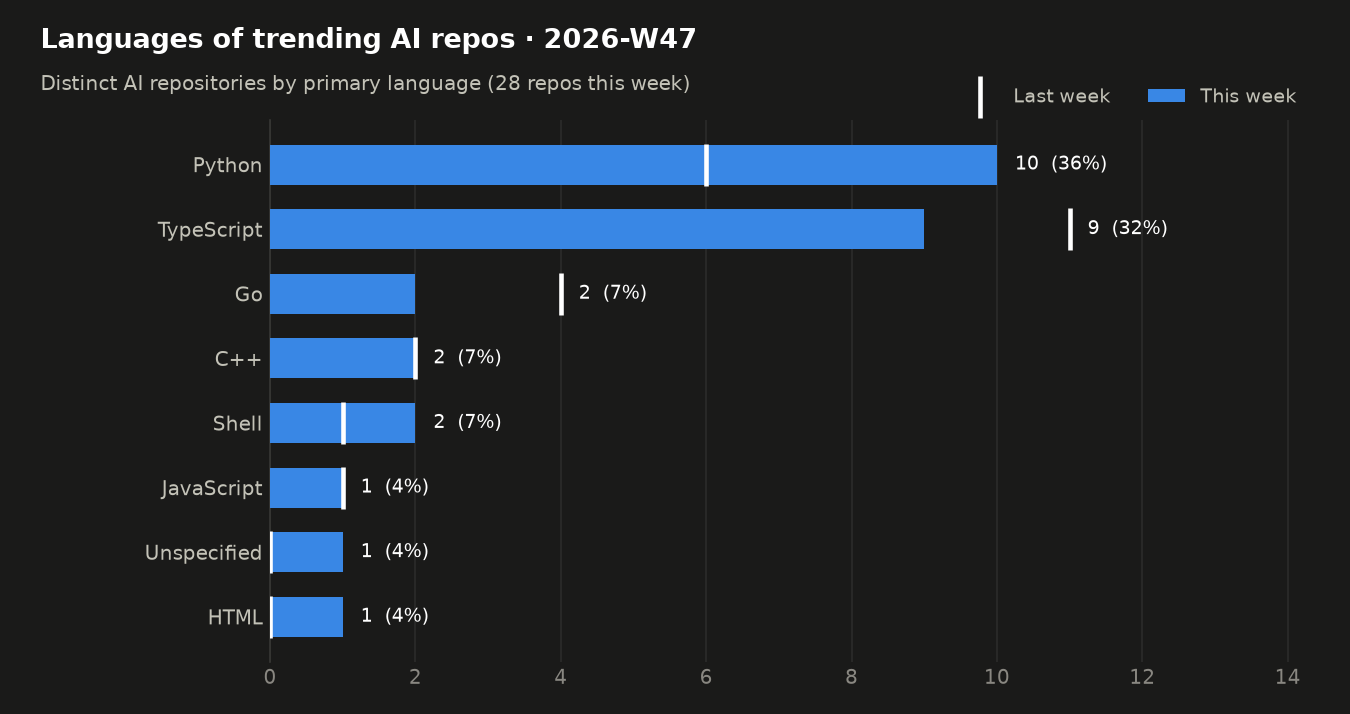 Languages of trending AI repos · 2026-W47
Distinct AI repositories by primary language (28 repos this week)
Last week
This week
Python
10 (36%)
TypeScript
9 (32%)
Go
2 (7%)
C++
2 (7%)
Shell
2 (7%)
JavaScript
1 (4%)
Unspecified
1 (4%)
HTML
1 (4%)
0 2 4 6 8 10 12 14